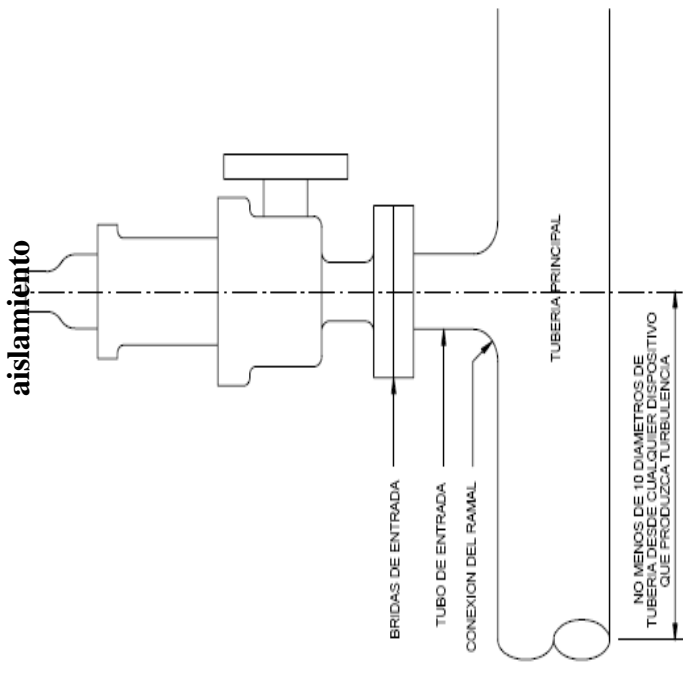 aislamiento
BRIDAS DE ENTRADA
TUBO DE ENTRADA
CONEXION DEL RAMAL
TUBERIA PRINCIPAL
NO MENOS DE 10 DIAMETROS DE
TUBERIA DESDE CUALQUIER DISPOSITIVO
QUE PRODUZCA TURBULENCIA